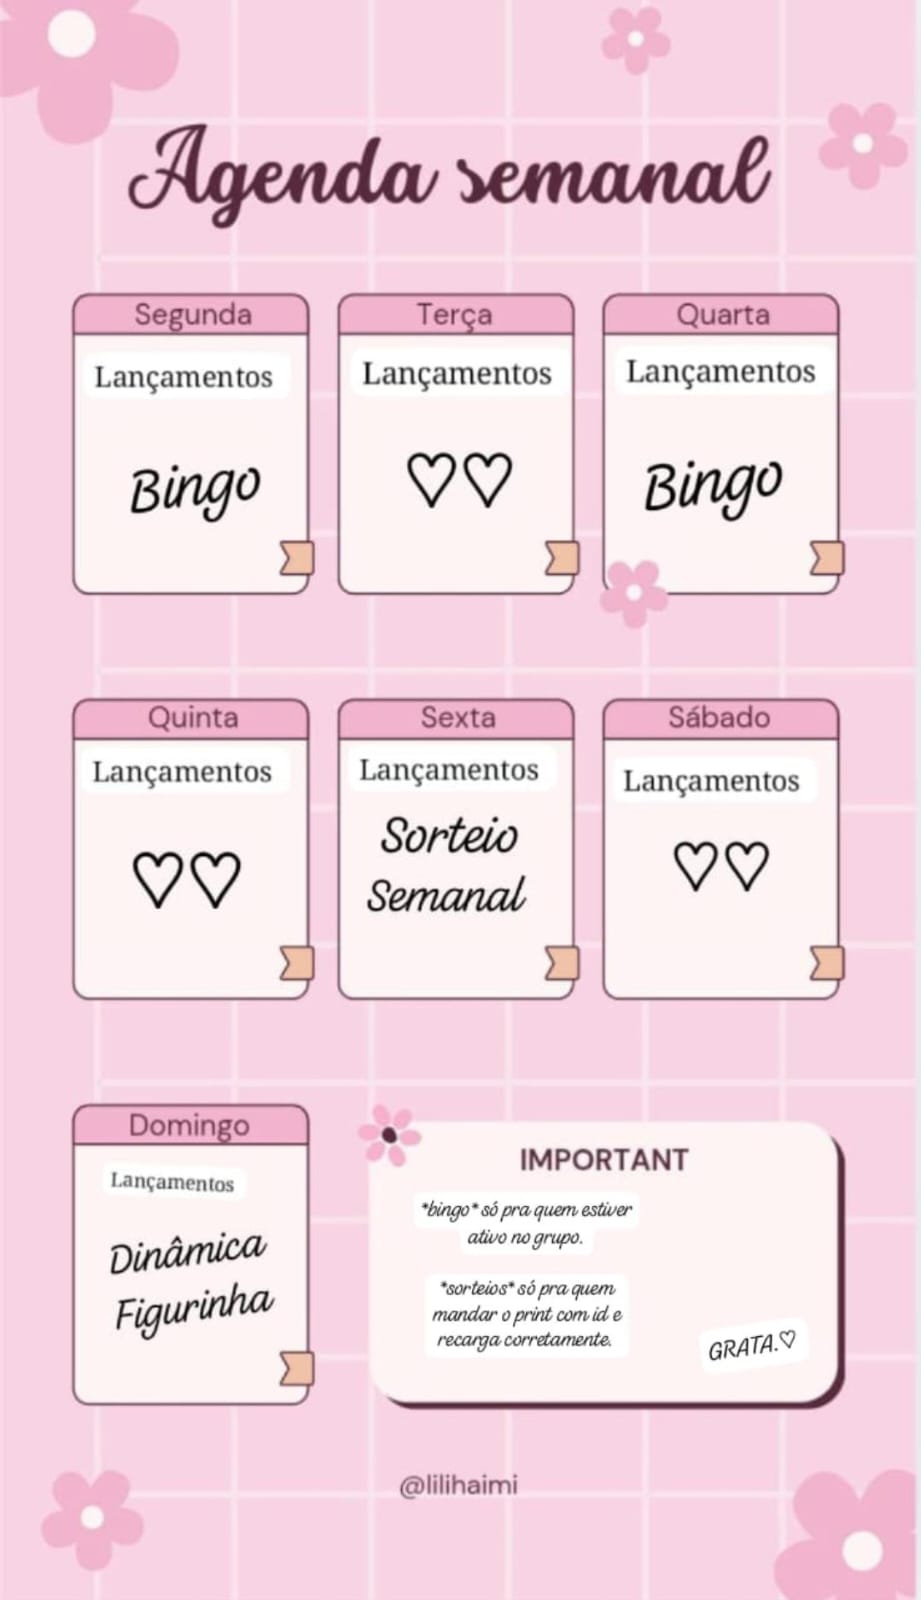 Agenda semanal
Segunda
Lançamentos
Bingo
Terça
Lançamentos
♡♡
Quarta
Lançamentos
Bingo
Quinta
Lançamentos
♡♡
Sexta
Lançamentos
Sorteio
Semanal
Sábado
Lançamentos
♡♡
Domingo
Lançamentos
Dinâmica
Figurinha
IMPORTANT
*bingo* só pra quem estiver
ativo no grupo.
*sorteios* só pra quem
mandar o print com id e
recarga corretamente.
GRATA.♡
@lilihaimi